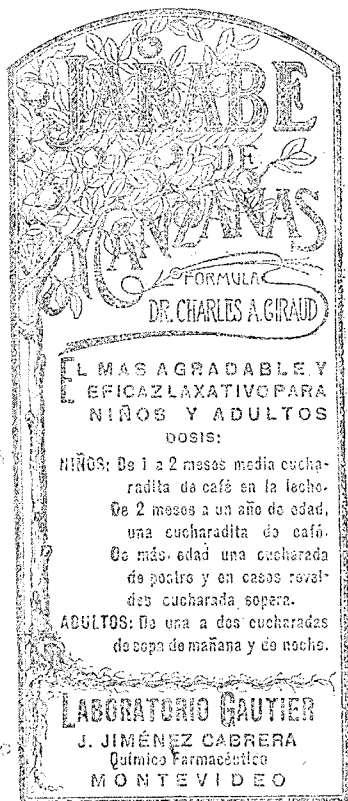 JARABE
DE
MANZANAS
FORMULA
DR. CHARLES A. GIRAUD
EL MAS AGRADABLE Y
EFICAZ LAXATIVO PARA
NIÑOS Y ADULTOS
DOSIS:
NIÑOS: De 1 a 2 meses media cucha-
radita de café en la leche.
De 2 meses a un año de edad,
una cucharadita de café.
De más edad una cucharada
de postre y en casos revel-
des cucharada sopera.
ADULTOS: De una a dos cucharadas
de sopa de mañana y de noche.
LABORATORIO GAUTIER
J. JIMÉNEZ CABRERA
Químico Farmacéutico
MONTEVIDEO